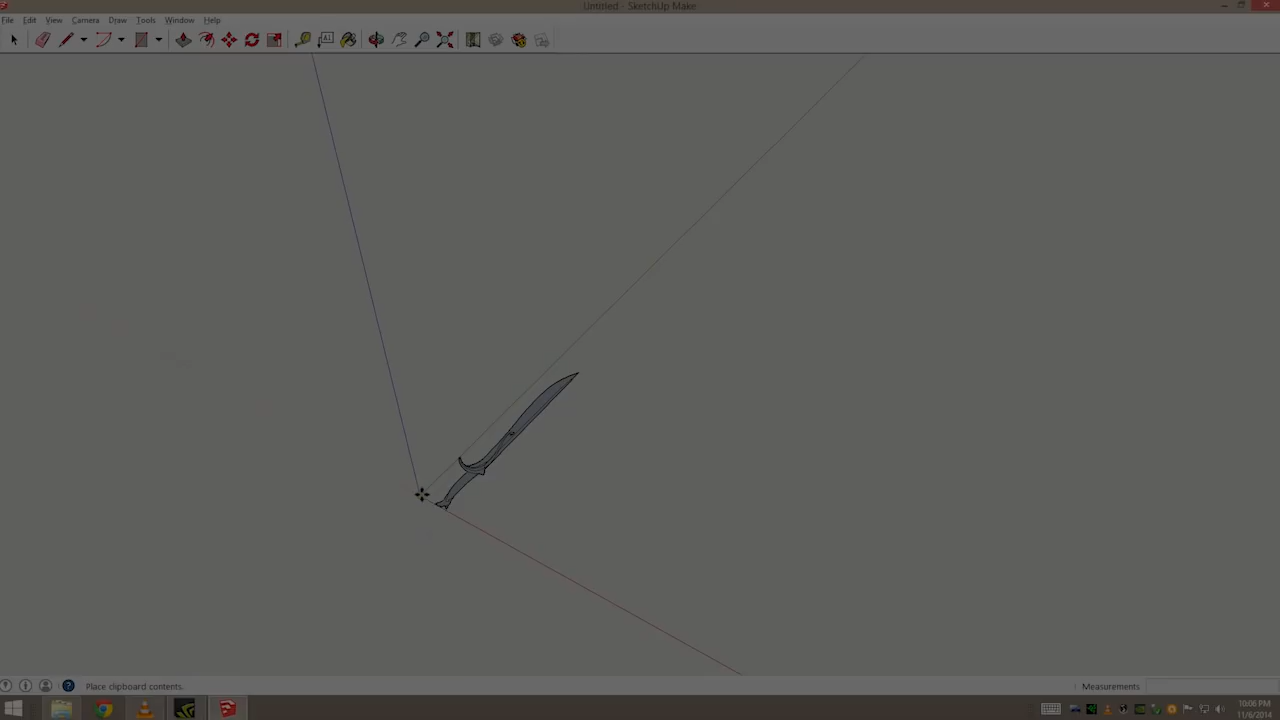 Untitled - SketchUp Make
File Edit View Camera Draw Tools Window Help
Place clipboard contents.
Measurements
10:06 PM
11/6/2014